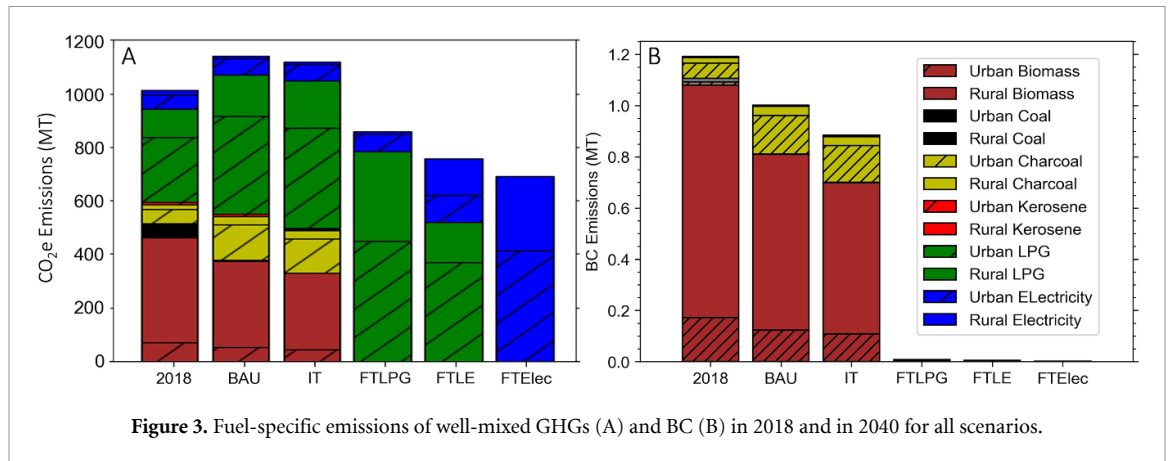 A
CO₂e Emissions (MT)
1200
1000
800
600
400
200
0
2018 BAU IT FTLPG FTLE FTElec
B
BC Emissions (MT)
1.2
1.0
0.8
0.6
0.4
0.2
0.0
2018 BAU IT FTLPG FTLE FTElec
Urban Biomass
Rural Biomass
Urban Coal
Rural Coal
Urban Charcoal
Rural Charcoal
Urban Kerosene
Rural Kerosene
Urban LPG
Rural LPG
Urban ELectricity
Rural Electricity
Figure 3. Fuel-specific emissions of well-mixed GHGs (A) and BC (B) in 2018 and in 2040 for all scenarios.